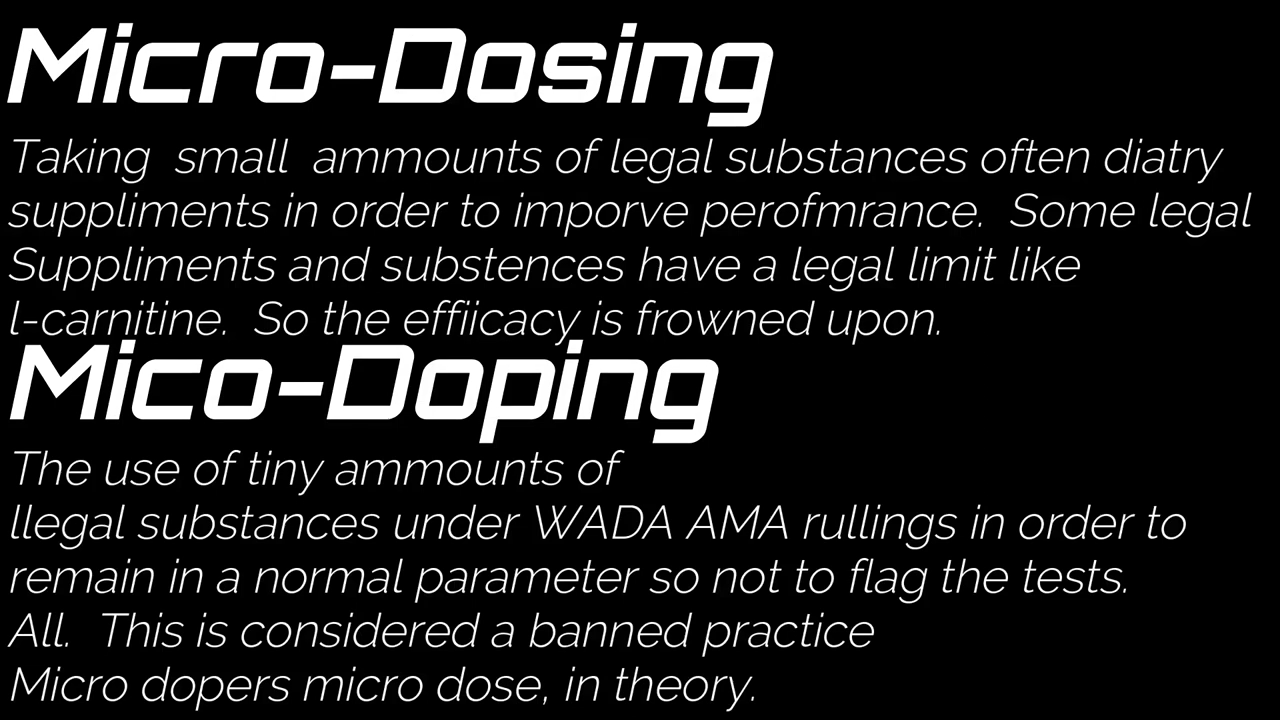 Micro-Dosing
Taking small ammounts of legal substances often diatry
suppliments in order to imporve perofmrance. Some legal
Suppliments and substences have a legal limit like
l-carnitine. So the effiicacy is frowned upon.
Mico-Doping
The use of tiny ammounts of
llegal substances under WADA AMA rullings in order to
remain in a normal parameter so not to flag the tests.
All. This is considered a banned practice
Micro dopers micro dose, in theory.